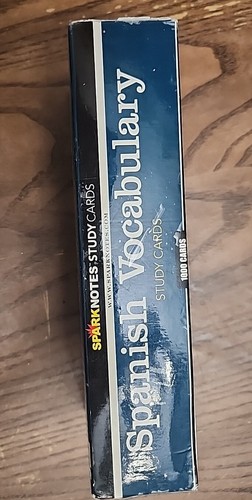 SPARKNOTES STUDY CARDS
WWW.SPARKNOTES.COM
Spanish Vocabulary
STUDY CARDS
1000 CARDS